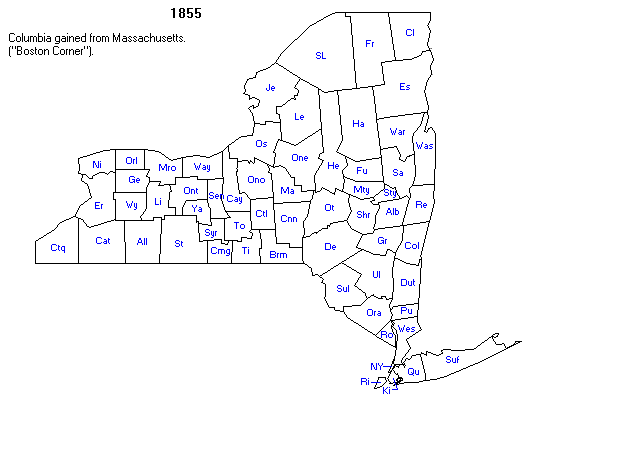 1855
Columbia gained from Massachusetts.
("Boston Corner").
Cl
Fr
SL
Es
Je
Le
Ha
War
Was
Os
One
He
Fu
Sa
Ni
Orl
Mro
Way
Ge
Ono
Ma
Mty
Sty
Er
Wy
Li
Ont
Sen
Cay
Ya
Ctl
Cnn
Ot
Shr
Alb
Re
Syr
To
Ctq
Cat
All
St
Cmg
Ti
Brm
De
Gr
Col
Ul
Sul
Dut
Ora
Pu
Ro
Wes
NY
Qu
Suf
Ri
Ki